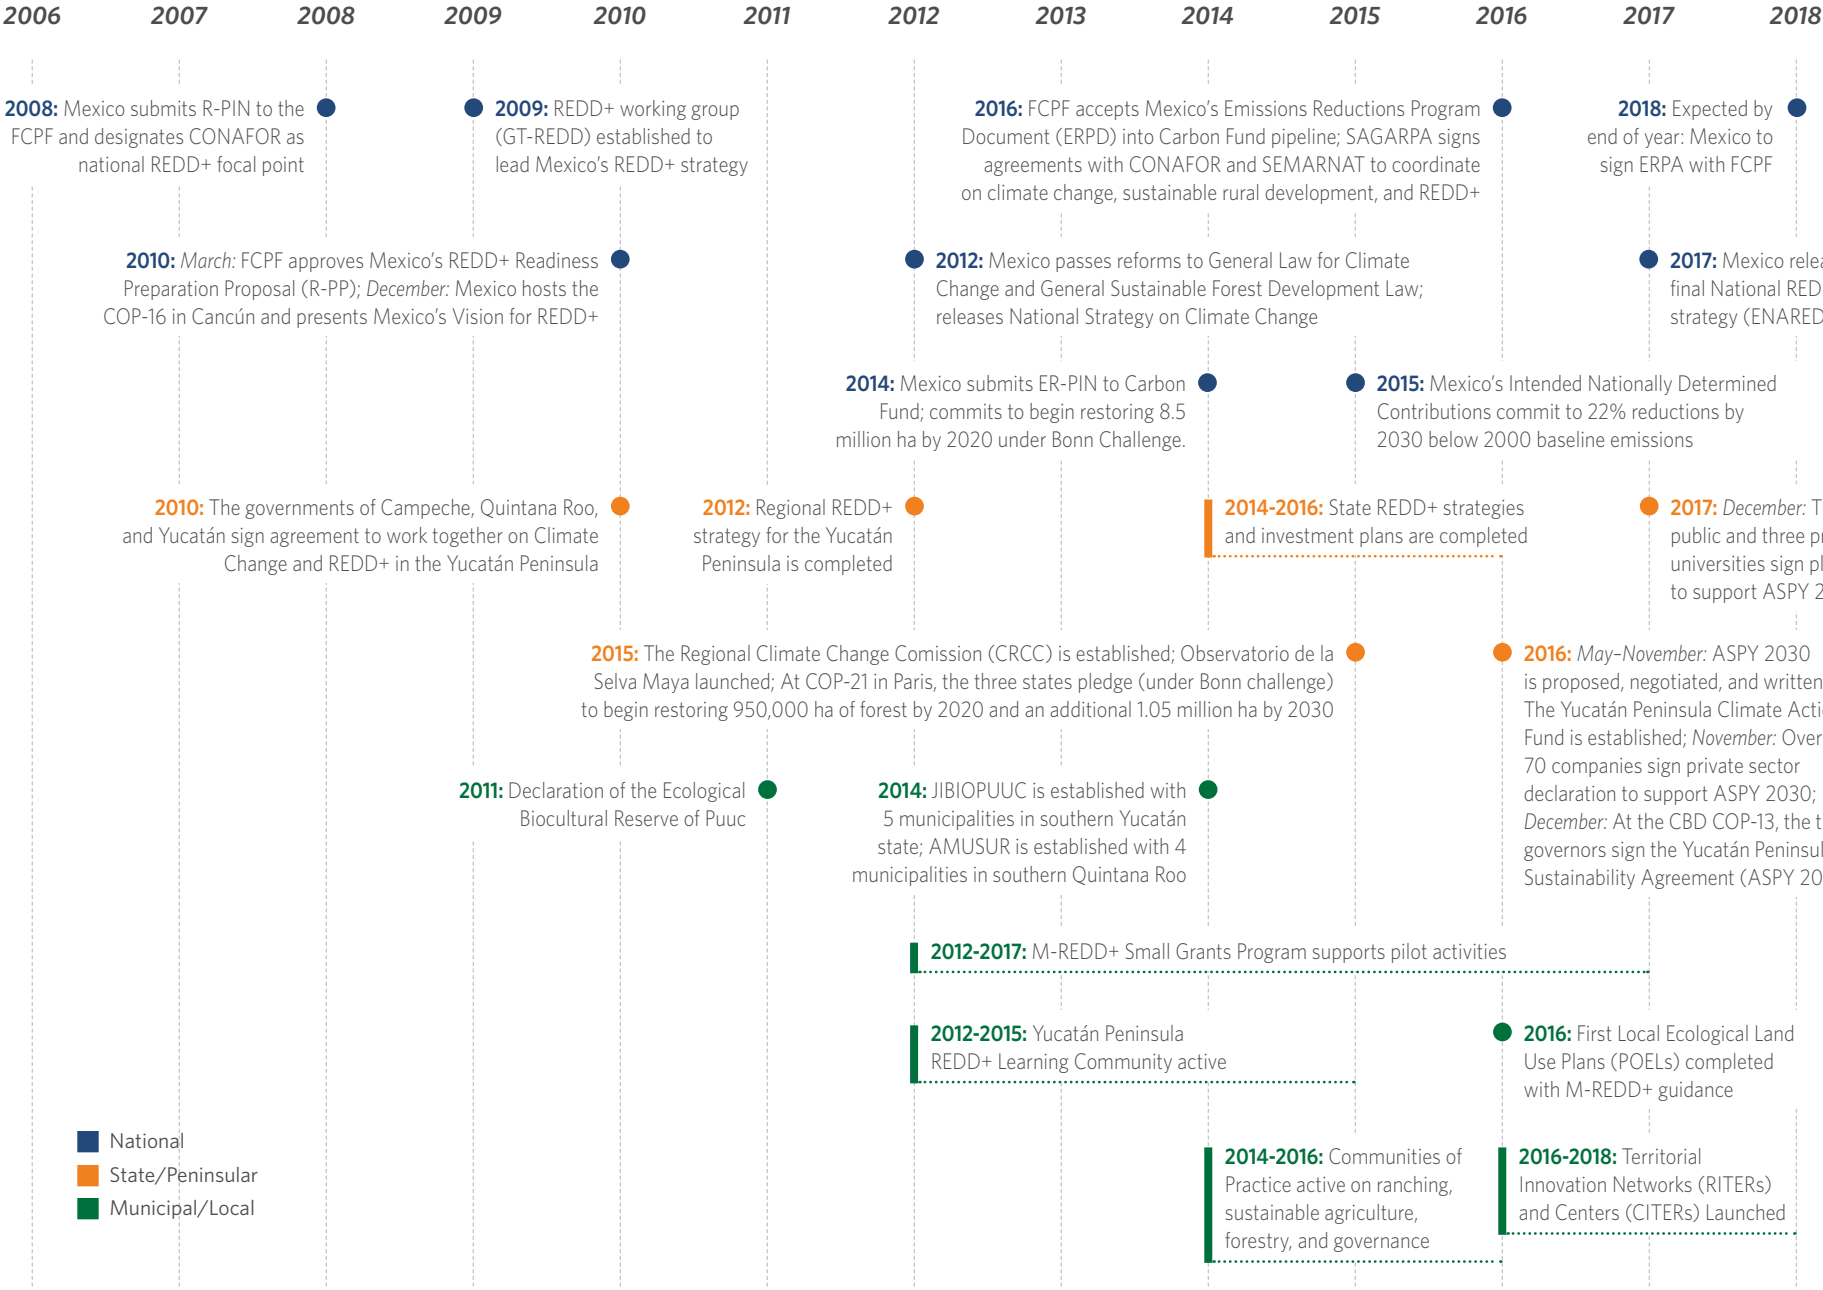 2006 2007 2008 2009 2010 2011 2012 2013 2014 2015 2016 2017 2018
2008: Mexico submits R-PIN to the
FCPF and designates CONAFOR as
national REDD+ focal point
2009: REDD+ working group
(GT-REDD) established to
lead Mexico’s REDD+ strategy
2016: FCPF accepts Mexico’s Emissions Reductions Program
Document (ERPD) into Carbon Fund pipeline; SAGARPA signs
agreements with CONAFOR and SEMARNAT to coordinate
on climate change, sustainable rural development, and REDD+
2018: Expected by
end of year: Mexico to
sign ERPA with FCPF
2010: March: FCPF approves Mexico’s REDD+ Readiness
Preparation Proposal (R-PP); December: Mexico hosts the
COP-16 in Cancún and presents Mexico’s Vision for REDD+
2012: Mexico passes reforms to General Law for Climate
Change and General Sustainable Forest Development Law;
releases National Strategy on Climate Change
2017: Mexico
final National
strategy
2014: Mexico submits ER-PIN to Carbon
Fund; commits to begin restoring 8.5
million ha by 2020 under Bonn Challenge.
2015: Mexico’s Intended Nationally Determined
Contributions commit to 22% reductions by
2030 below 2000 baseline emissions
2010: The governments of Campeche, Quintana Roo,
and Yucatán sign agreement to work together on Climate
Change and REDD+ in the Yucatán Peninsula
2012: Regional REDD+
strategy for the Yucatán
Peninsula is completed
2014-2016: State REDD+ strategies
and investment plans are completed
2017: December:
public and three
universities sign
to support ASPY
2015: The Regional Climate Change Comission (CRCC) is established; Observatorio de la
Selva Maya launched; At COP-21 in Paris, the three states pledge (under Bonn challenge)
to begin restoring 950,000 ha of forest by 2020 and an additional 1.05 million ha by 2030
2016: May–November: ASPY 2030
is proposed, negotiated, and written
The Yucatán Peninsula Climate
Fund is established; November: Over
70 companies sign private sector
declaration to support ASPY 2030;
December: At the CBD COP-13, the
governors sign the Yucatán
Sustainability Agreement (ASPY
2011: Declaration of the Ecological
Biocultural Reserve of Puuc
2014: JIBIOPUUC is established with
5 municipalities in southern Yucatán
state; AMUSUR is established with 4
municipalities in southern Quintana Roo
2012-2017: M-REDD+ Small Grants Program supports pilot activities
2012-2015: Yucatán Peninsula
REDD+ Learning Community active
2016: First Local Ecological Land
Use Plans (POELs) completed
with M-REDD+ guidance
2014-2016: Communities of
Practice active on ranching,
sustainable agriculture,
forestry, and governance
2016-2018: Territorial
Innovation Networks (RITERs)
and Centers (CITERs) Launched
National
State/Peninsular
Municipal/Local